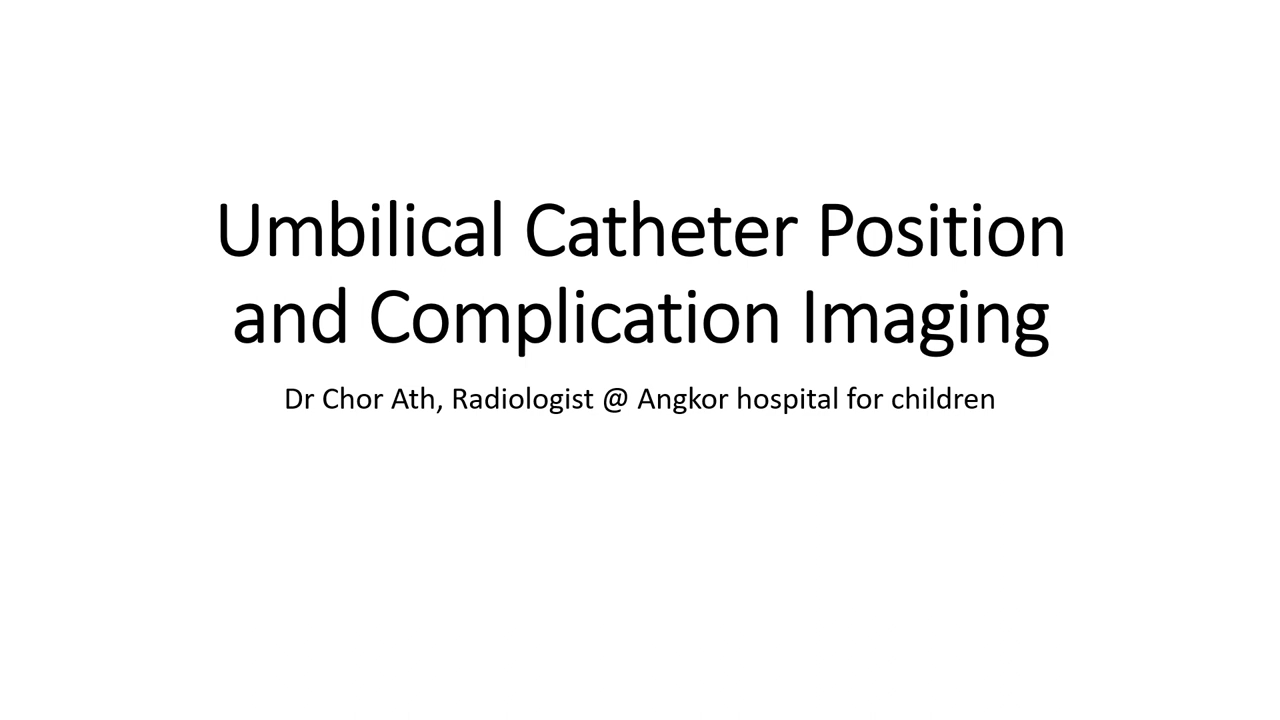 Umbilical Catheter Position
and Complication Imaging
Dr Chor Ath, Radiologist @ Angkor hospital for children